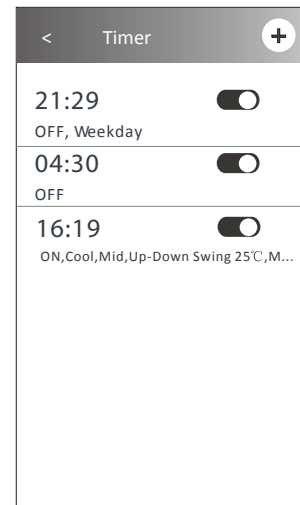 < Timer +
21:29
OFF, Weekday
04:30
OFF
16:19
ON,Cool,Mid,Up-Down Swing 25℃,M...